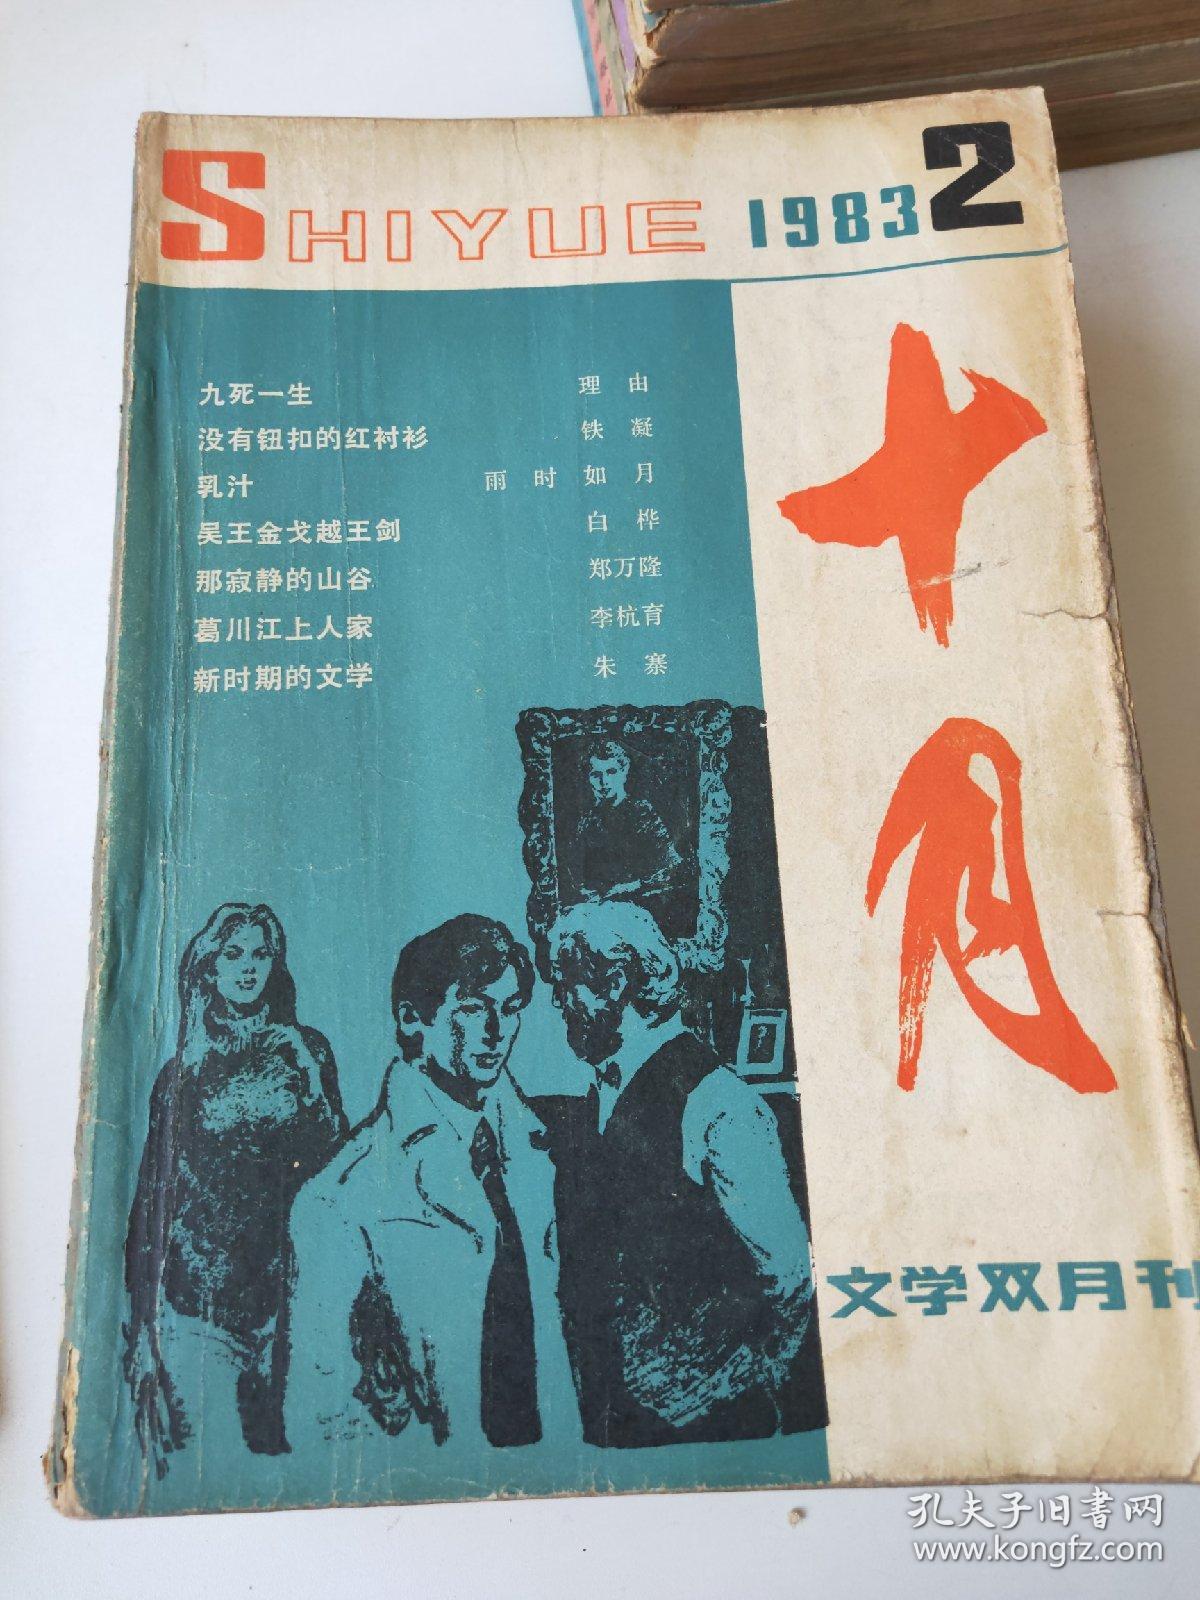 SHIYUE 1983 2
十月
九死一生 理由
没有钮扣的红衬衫 铁凝
乳汁 雨时如月
吴王金戈越王剑 白桦
那寂静的山谷 郑万隆
葛川江上人家 李杭育
新时期的文学 朱寨
文学双月刊
孔夫子旧书网
www.kongfz.com